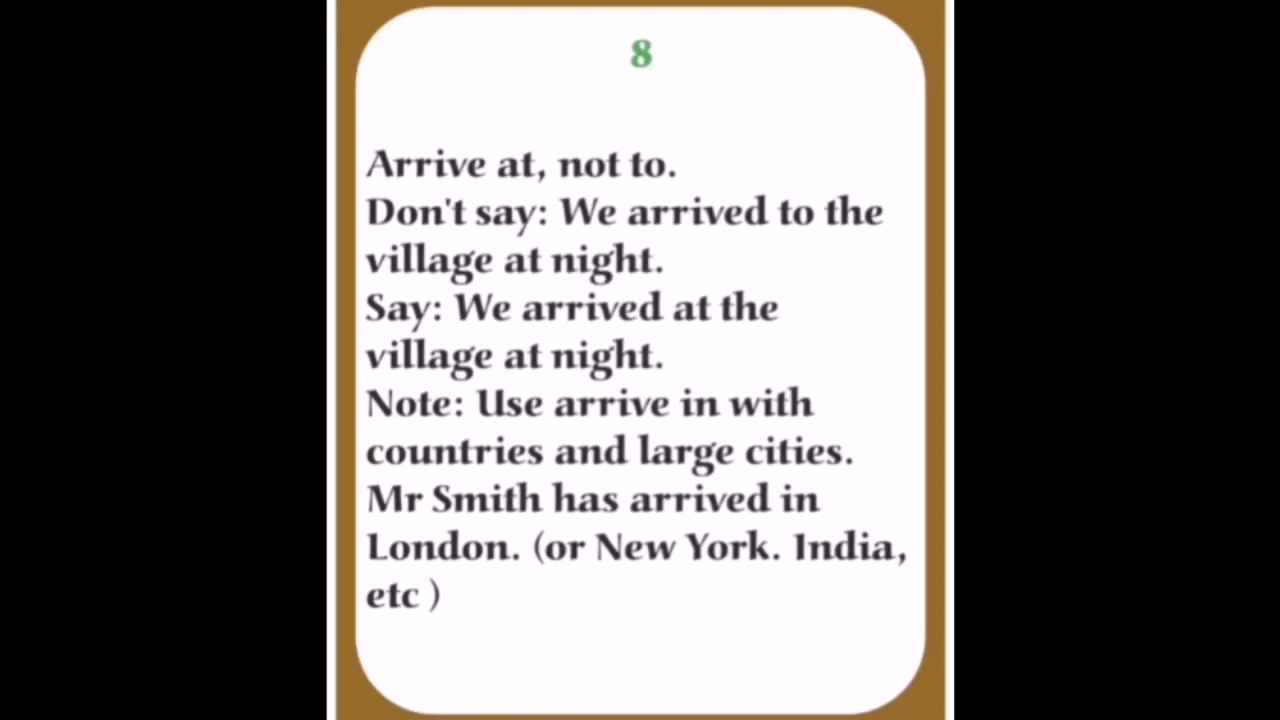 8
Arrive at, not to.
Don't say: We arrived to the
village at night.
Say: We arrived at the
village at night.
Note: Use arrive in with
countries and large cities.
Mr Smith has arrived in
London. (or New York. India,
etc )